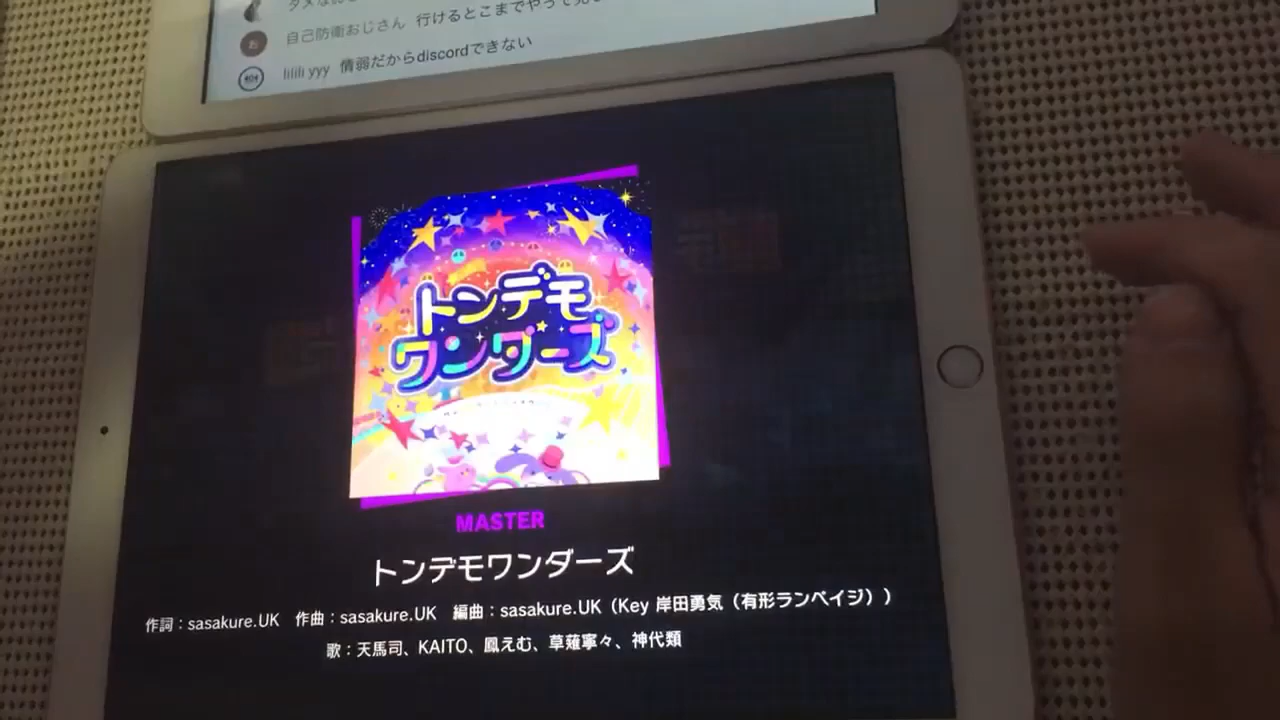 自己防衛おじさん 行けるとこまでやって
lilili yyy 情弱だからdiscordできない
トンデモ
ワンダーズ
MASTER
トンデモワンダーズ
作詞：sasakure.UK 作曲：sasakure.UK 編曲：sasakure.UK（Key 岸田勇気（有形ランペイジ））
歌：天馬司、KAITO、鳳えむ、草薙寧々、神代類